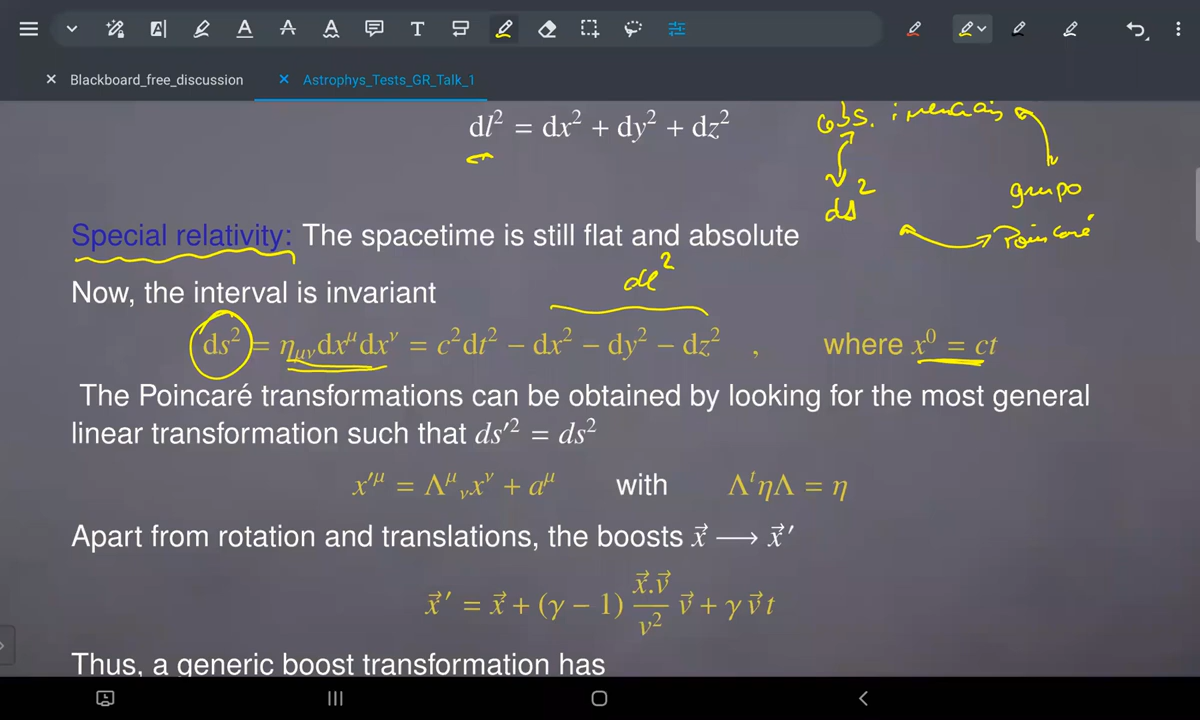 Blackboard_free_discussion
Astrophys_Tests_GR_Talk_1
dl² = dx² + dy² + dz²
obs. inerciais
ds²
grupo
Poincaré
Special relativity: The spacetime is still flat and absolute
dl²
Now, the interval is invariant
ds² = ημν dx^μ dx^ν = c²dt² − dx² − dy² − dz² , where x⁰ = ct
The Poincaré transformations can be obtained by looking for the most general
linear transformation such that ds′² = ds²
x′^μ = Λ^μ_ν x^ν + a^μ with Λ^tηΛ = η
Apart from rotation and translations, the boosts x⃗ ⟶ x⃗ ′
x⃗ ′ = x⃗ + (γ − 1) x⃗.v⃗ / v² v⃗ + γ v⃗ t
Thus, a generic boost transformation has